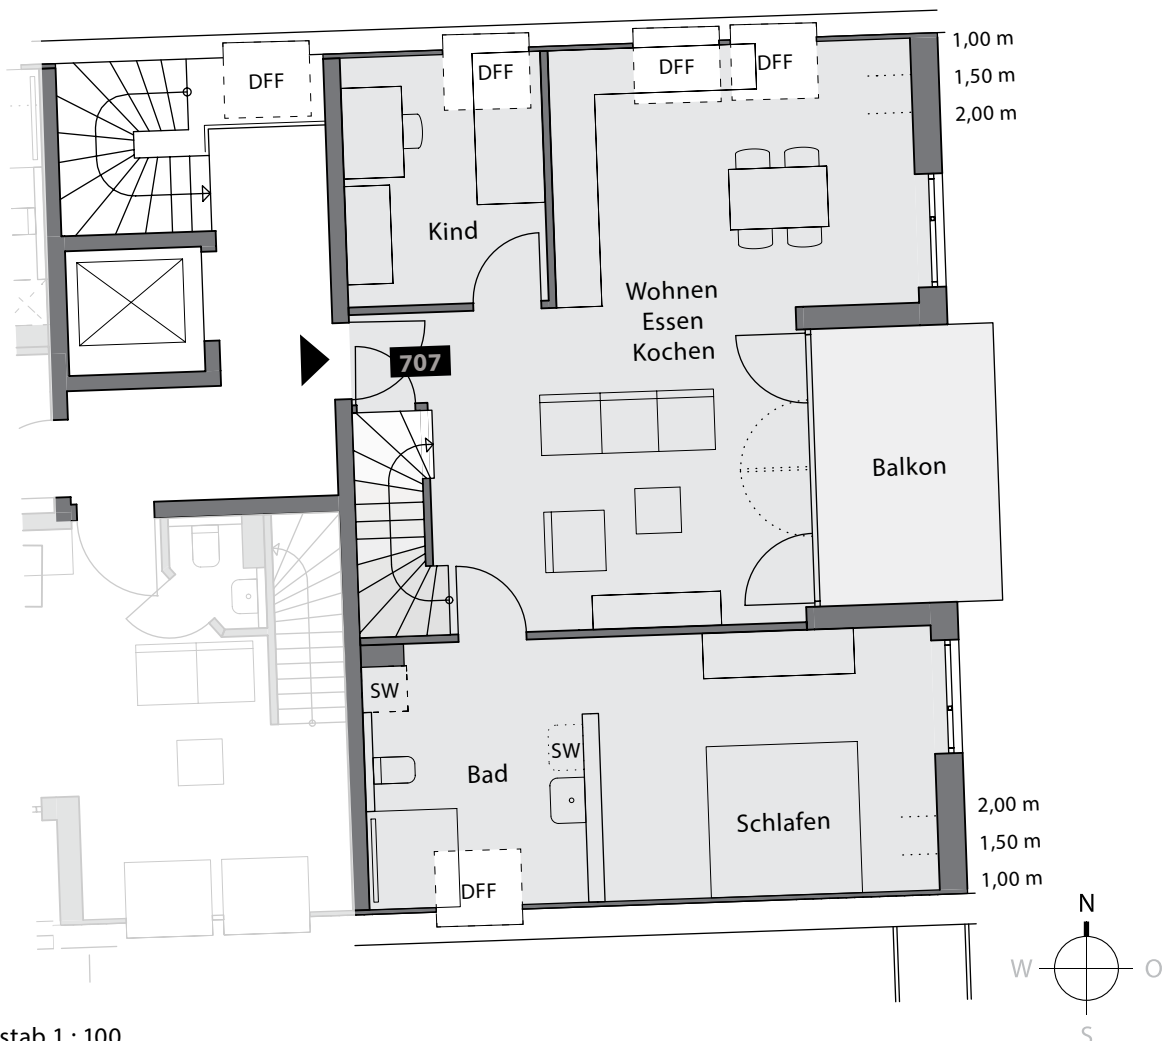 1,00 m
1,50 m
2,00 m
DFF
DFF
DFF
DFF
Kind
Wohnen
Essen
Kochen
707
Balkon
SW
SW
Bad
Schlafen
DFF
2,00 m
1,50 m
1,00 m
N
W
O
S
stab 1 : 100